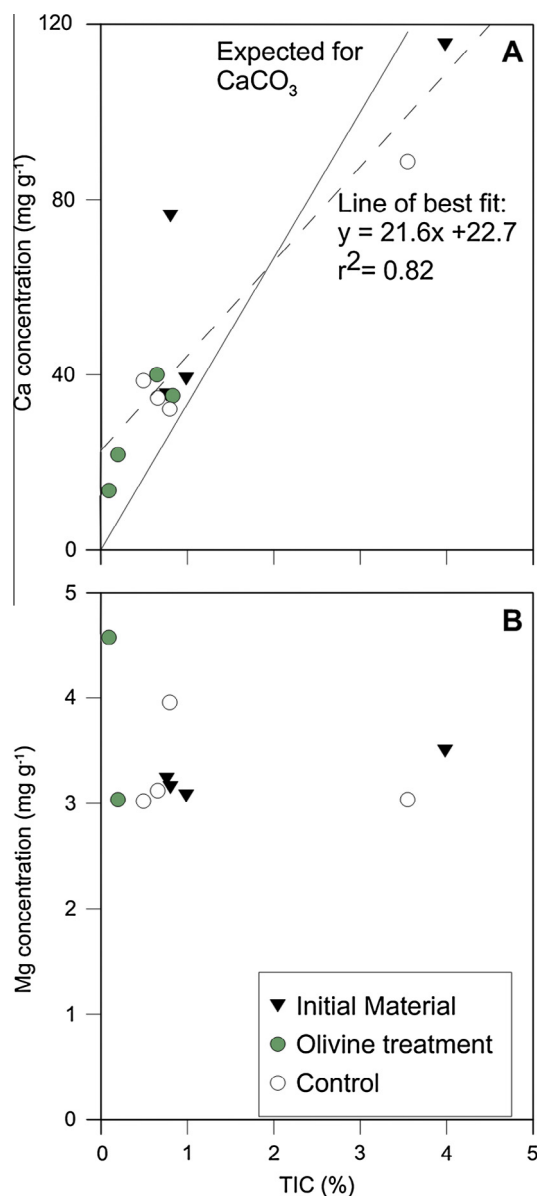 120
A
Expected for
CaCO3
80
Line of best fit:
y = 21.6x +22.7
r2= 0.82
40
0
Ca concentration (mg g-1)
5
B
4
3
2
1
0
Mg concentration (mg g-1)
Initial Material
Olivine treatment
Control
0 1 2 3 4 5
TIC (%)